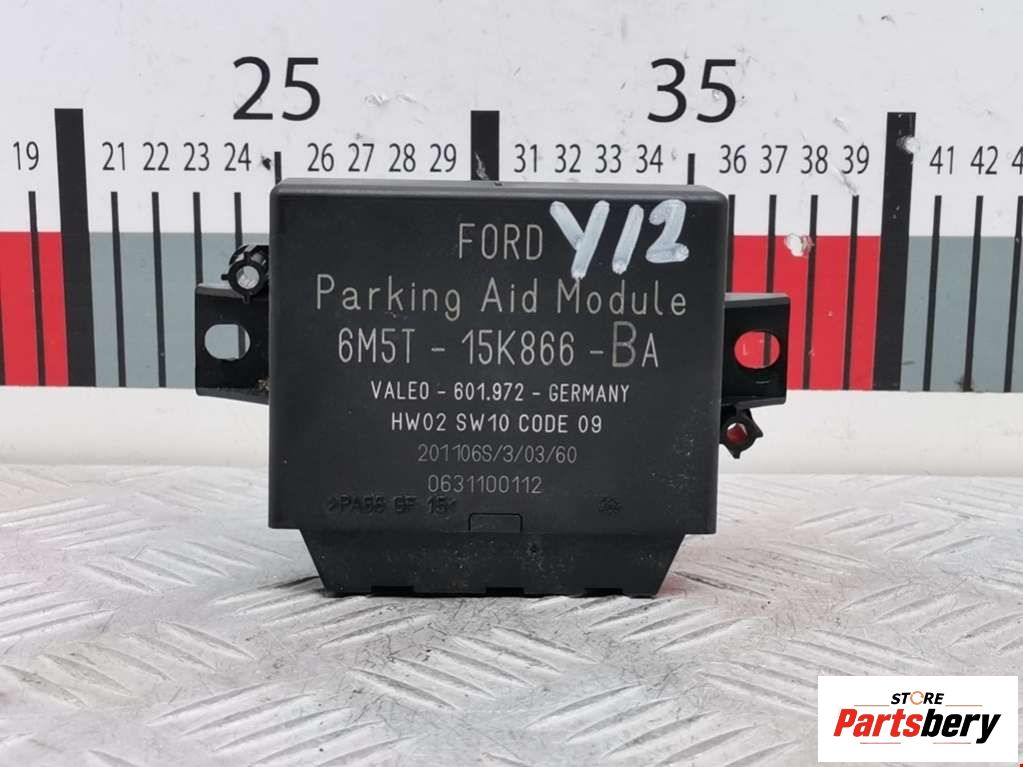 25 35
19 21 22 23 24 26 27 28 29 31 32 33 34 36 37 38 39 41 42 4
FORD Y12
Parking Aid Module
6M5T - 15K866 - BA
VALEO - 601.972 - GERMANY
HW02 SW10 CODE 09
201106S/3/03/60
0631100112
>PA66 GF 15<
STORE
Partsbery